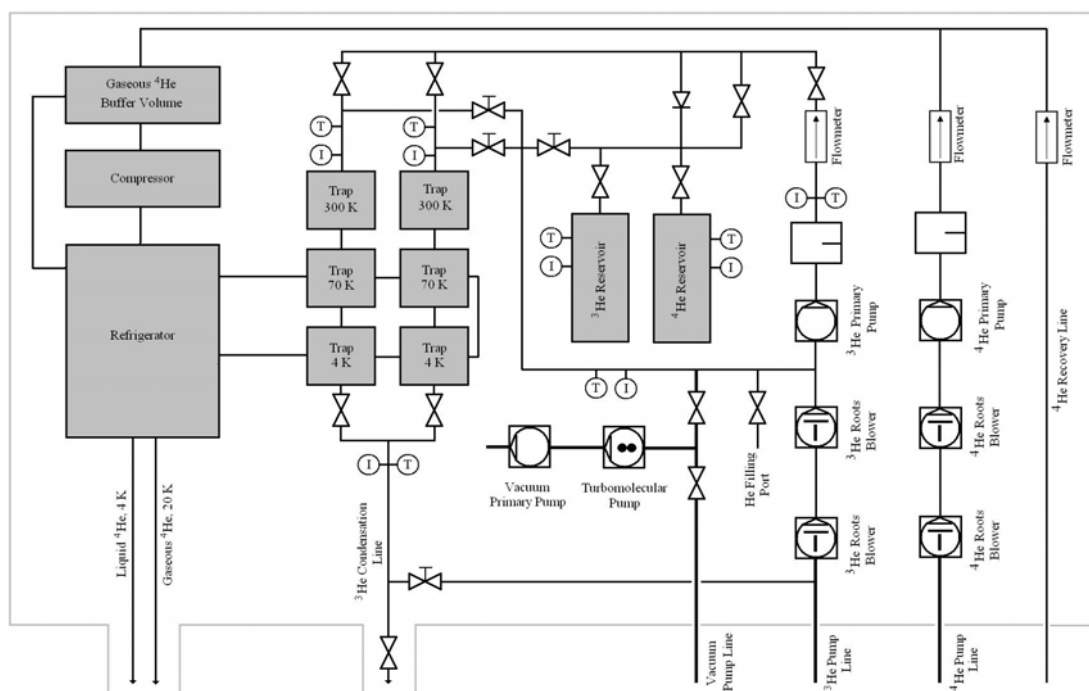 Gaseous ⁴He
Buffer Volume
Compressor
Refrigerator
Liquid ⁴He, 4 K
Gaseous ⁴He, 20 K
T
I
T
I
Trap
300 K
Trap
300 K
Trap
70 K
Trap
70 K
Trap
4 K
Trap
4 K
I
T
³He Condensation
Line
T
I
³He Reservoir
⁴He Reservoir
T
I
T
I
Vacuum
Primary Pump
Turbomolecular
Pump
He Filling
Port
Vacuum
Pump Line
Flowmeter
I
T
³He Primary
Pump
³He Roots
Blower
³He Roots
Blower
³He Pump
Line
Flowmeter
⁴He Primary
Pump
⁴He Roots
Blower
⁴He Roots
Blower
⁴He Pump
Line
Flowmeter
⁴He Recovery Line